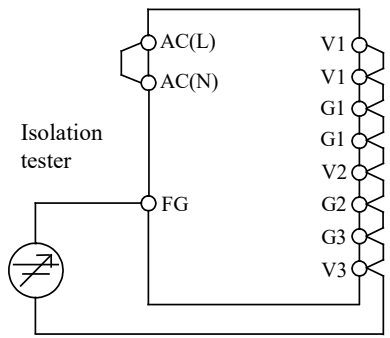 AC(L)
AC(N)
Isolation
tester
FG
V1
V1
G1
G1
V2
G2
G3
V3